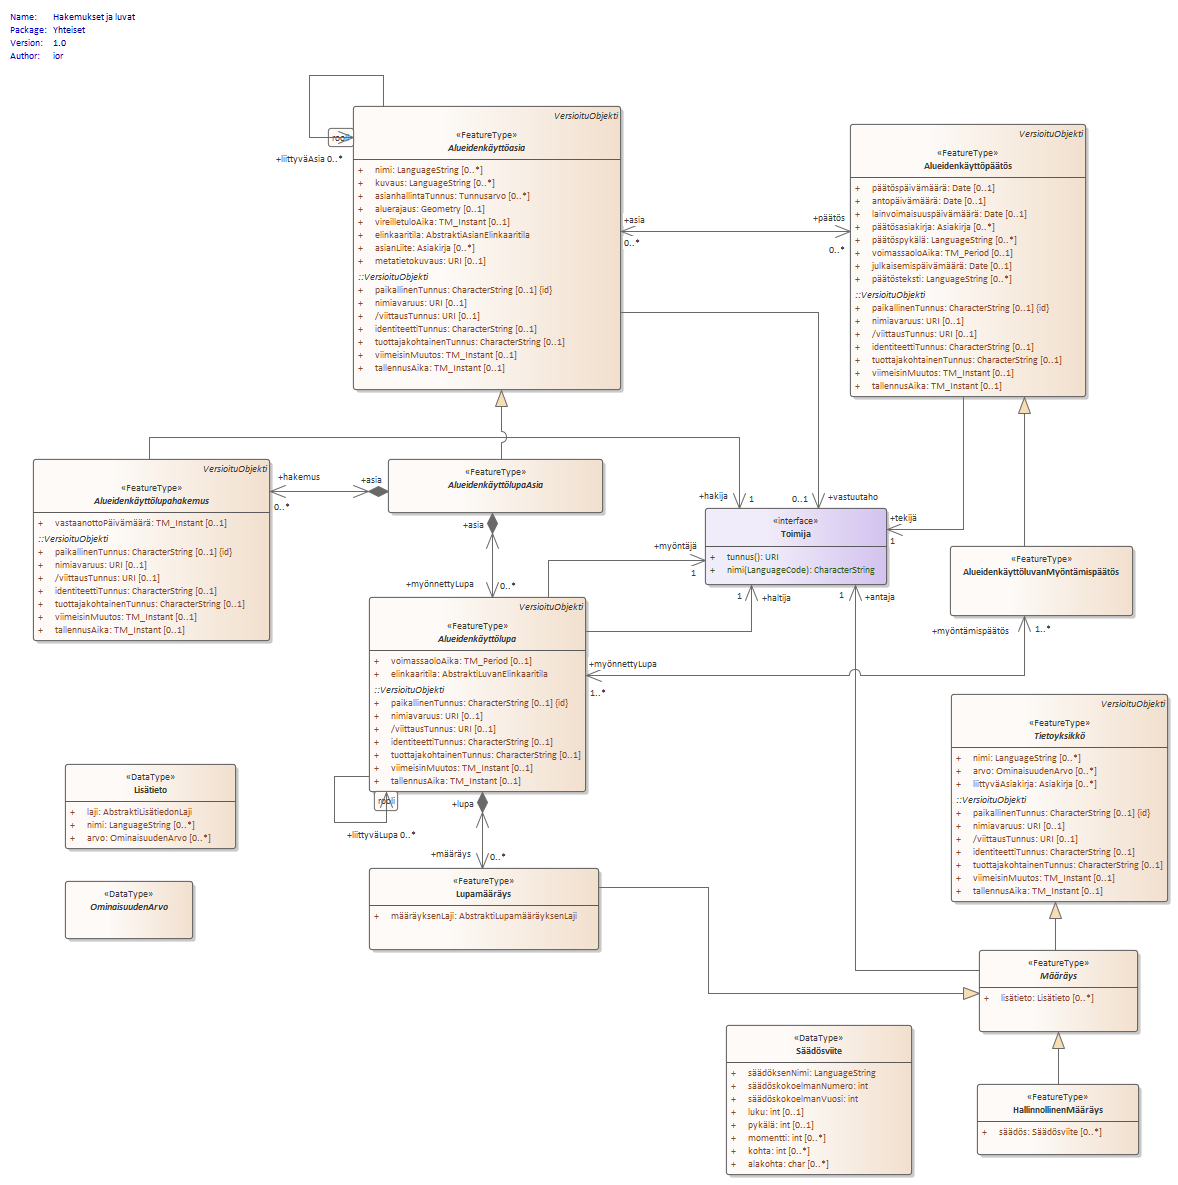 Name: Hakemukset ja luvat
Package: Yhteiset
Version: 1.0
Author: ior
VersioituObjekti
«FeatureType»
Alueidenkäyttöasia
+ nimi: LanguageString [0..*]
+ kuvaus: LanguageString [0..*]
+ asianhallintaTunnus: Tunnusarvo [0..*]
+ aluerajaus: Geometry [0..1]
+ vireilletuloAika: TM_Instant [0..1]
+ elinkaaritila: AbstraktiAsianElinkaaritila
+ asianLiite: Asiakirja [0..*]
+ metatietokuvaus: URI [0..1]
::VersioituObjekti
+ paikallinenTunnus: CharacterString [0..1] {id}
+ nimiavaruus: URI [0..1]
+ /viittausTunnus: URI [0..1]
+ identiteettiTunnus: CharacterString [0..1]
+ tuottajakohtainenTunnus: CharacterString [0..1]
+ viimeisinMuutos: TM_Instant [0..1]
+ tallennusAika: TM_Instant [0..1]
rooli
+liittyväAsia 0..*
+asia
0..*
+päätös
0..*
VersioituObjekti
«FeatureType»
Alueidenkäyttöpäätös
+ päätöspäivämäärä: Date [0..1]
+ antopäivämäärä: Date [0..1]
+ lainvoimaisuuspäivämäärä: Date [0..1]
+ päätösasiakirja: Asiakirja [0..*]
+ päätöspykälä: LanguageString [0..*]
+ voimassaoloAika: TM_Period [0..1]
+ julkaisemispäivämäärä: Date [0..1]
+ päätösteksti: LanguageString [0..*]
::VersioituObjekti
+ paikallinenTunnus: CharacterString [0..1] {id}
+ nimiavaruus: URI [0..1]
+ /viittausTunnus: URI [0..1]
+ identiteettiTunnus: CharacterString [0..1]
+ tuottajakohtainenTunnus: CharacterString [0..1]
+ viimeisinMuutos: TM_Instant [0..1]
+ tallennusAika: TM_Instant [0..1]
VersioituObjekti
«FeatureType»
Alueidenkäyttölupahakemus
+ vastaanottoPäivämäärä: TM_Instant [0..1]
::VersioituObjekti
+ paikallinenTunnus: CharacterString [0..1] {id}
+ nimiavaruus: URI [0..1]
+ /viittausTunnus: URI [0..1]
+ identiteettiTunnus: CharacterString [0..1]
+ tuottajakohtainenTunnus: CharacterString [0..1]
+ viimeisinMuutos: TM_Instant [0..1]
+ tallennusAika: TM_Instant [0..1]
+hakemus
0..*
+asia
«FeatureType»
AlueidenkäyttölupaAsia
+asia
+myönnettyLupa
0..*
+hakija
1
0..1
+vastuutaho
«interface»
Toimija
+ tunnus(): URI
+ nimi(LanguageCode): CharacterString
+tekijä
1
+myöntäjä
1
1
+haltija
1
+antaja
«FeatureType»
AlueidenkäyttöluvanMyöntämispäätös
+myöntämispäätös
1..*
VersioituObjekti
«FeatureType»
Alueidenkäyttölupa
+ voimassaoloAika: TM_Period [0..1]
+ elinkaaritila: AbstraktiLuvanElinkaaritila
::VersioituObjekti
+ paikallinenTunnus: CharacterString [0..1] {id}
+ nimiavaruus: URI [0..1]
+ /viittausTunnus: URI [0..1]
+ identiteettiTunnus: CharacterString [0..1]
+ tuottajakohtainenTunnus: CharacterString [0..1]
+ viimeisinMuutos: TM_Instant [0..1]
+ tallennusAika: TM_Instant [0..1]
+myönnettyLupa
1..*
rooli
+liittyväLupa 0..*
+lupa
+määräys
0..*
«FeatureType»
Lupamääräys
+ määräyksenLaji: AbstraktiLupamääräyksenLaji
«DataType»
Lisätieto
+ laji: AbstraktiLisätiedonLaji
+ nimi: LanguageString [0..*]
+ arvo: OminaisuudenArvo [0..*]
«DataType»
OminaisuudenArvo
VersioituObjekti
«FeatureType»
Tietoyksikkö
+ nimi: LanguageString [0..*]
+ arvo: OminaisuudenArvo [0..*]
+ liittyväAsiakirja: Asiakirja [0..*]
::VersioituObjekti
+ paikallinenTunnus: CharacterString [0..1] {id}
+ nimiavaruus: URI [0..1]
+ /viittausTunnus: URI [0..1]
+ identiteettiTunnus: CharacterString [0..1]
+ tuottajakohtainenTunnus: CharacterString [0..1]
+ viimeisinMuutos: TM_Instant [0..1]
+ tallennusAika: TM_Instant [0..1]
«FeatureType»
Määräys
+ lisätieto: Lisätieto [0..*]
«FeatureType»
HallinnollinenMääräys
+ säädös: Säädösviite [0..*]
«DataType»
Säädösviite
+ säädöksenNimi: LanguageString
+ säädöskokoelmanNumero: int
+ säädöskokoelmanVuosi: int
+ luku: int [0..1]
+ pykälä: int [0..1]
+ momentti: int [0..*]
+ kohta: int [0..*]
+ alakohta: char [0..*]